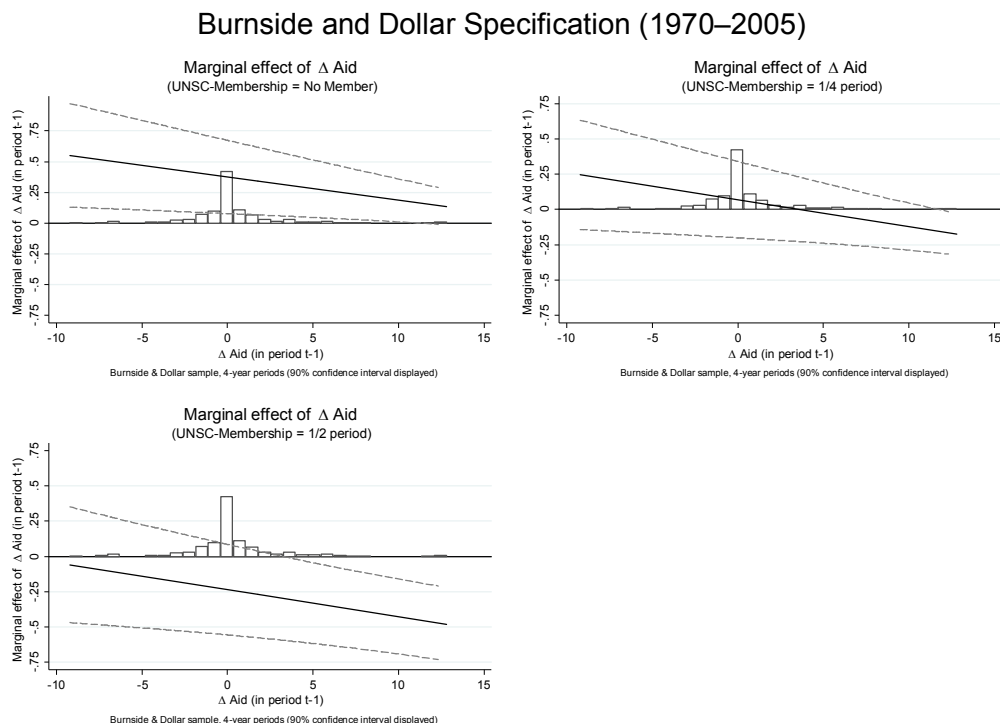 Burnside and Dollar Specification (1970–2005)
Marginal effect of Δ Aid
(UNSC-Membership = No Member)
Marginal effect of Δ Aid (in period t-1)
.75
.5
.25
0
-.25
-.5
-.75
-10 -5 0 5 10 15
Δ Aid (in period t-1)
Burnside & Dollar sample, 4-year periods (90% confidence interval displayed)
Marginal effect of Δ Aid
(UNSC-Membership = 1/4 period)
Marginal effect of Δ Aid (in period t-1)
.75
.5
.25
0
-.25
-.5
-.75
-10 -5 0 5 10 15
Δ Aid (in period t-1)
Burnside & Dollar sample, 4-year periods (90% confidence interval displayed)
Marginal effect of Δ Aid
(UNSC-Membership = 1/2 period)
Marginal effect of Δ Aid (in period t-1)
.75
.5
.25
0
-.25
-.5
-.75
-10 -5 0 5 10 15
Δ Aid (in period t-1)
Burnside & Dollar sample, 4-year periods (90% confidence interval displayed)